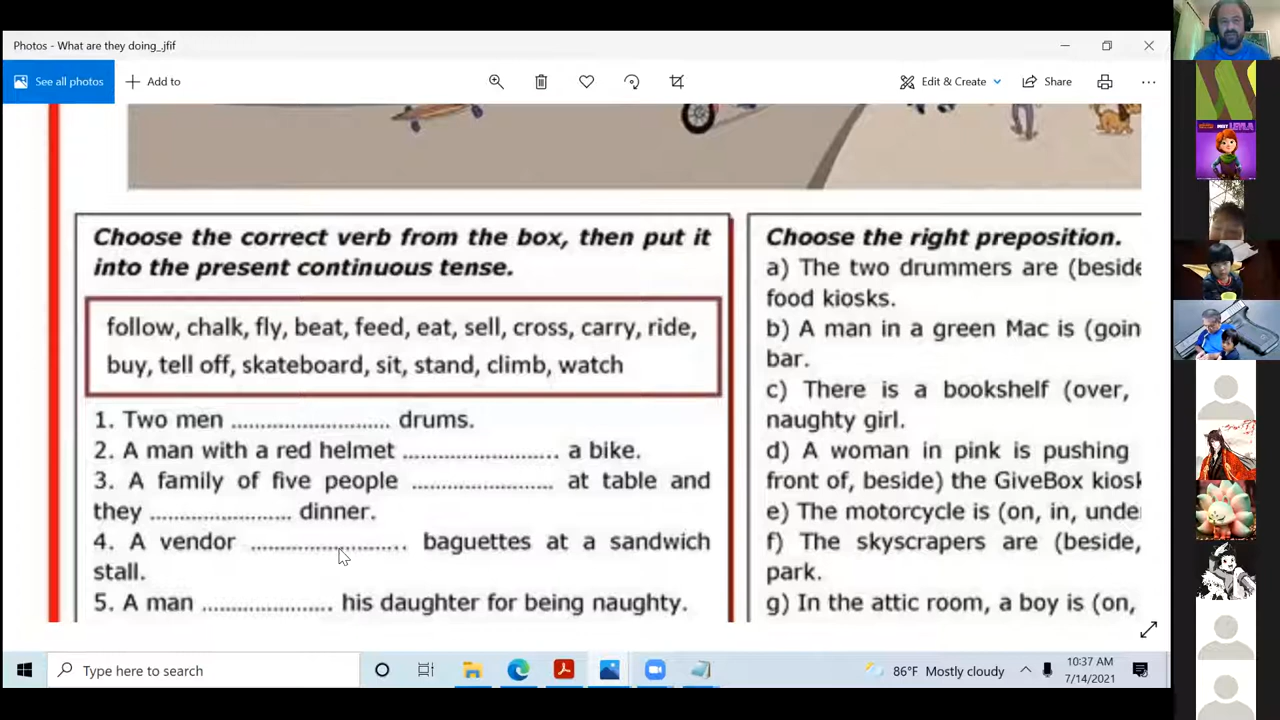 Photos - What are they doing_.jfif
See all photos
Add to
Edit & Create
Share
Choose the correct verb from the box, then put it
into the present continuous tense.
follow, chalk, fly, beat, feed, eat, sell, cross, carry, ride,
buy, tell off, skateboard, sit, stand, climb, watch
1. Two men ............................ drums.
2. A man with a red helmet ............................ a bike.
3. A family of five people ........................ at table and
they ........................ dinner.
4. A vendor ............................ baguettes at a sandwich
stall.
5. A man ....................... his daughter for being naughty.
Choose the right preposition.
a) The two drummers are (beside
food kiosks.
b) A man in a green Mac is (goin
bar.
c) There is a bookshelf (over,
naughty girl.
d) A woman in pink is pushing
front of, beside) the GiveBox kiosk
e) The motorcycle is (on, in, unde
f) The skyscrapers are (beside,
park.
g) In the attic room, a boy is (on,
Type here to search
86°F Mostly cloudy
10:37 AM
7/14/2021